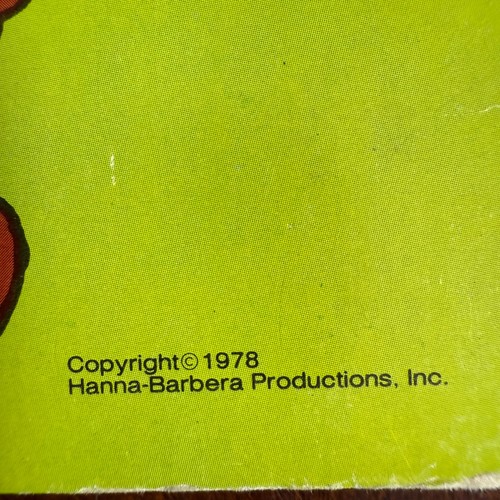 Copyright© 1978
Hanna-Barbera Productions, Inc.